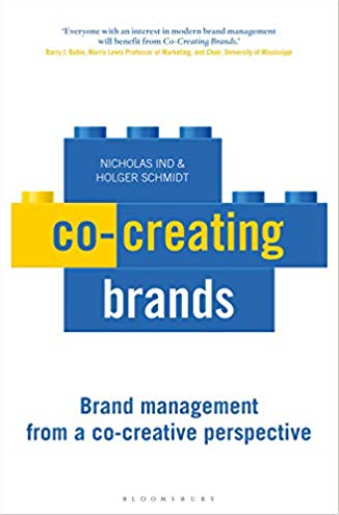 ‘Everyone with an interest in modern brand management
will benefit from Co-Creating Brands.’
Barry J. Babin, Morris Lewis Professor of Marketing, and Chair, University of Mississippi
NICHOLAS IND &
HOLGER SCHMIDT
co-creating
brands
Brand management
from a co-creative perspective
BLOOMSBURY